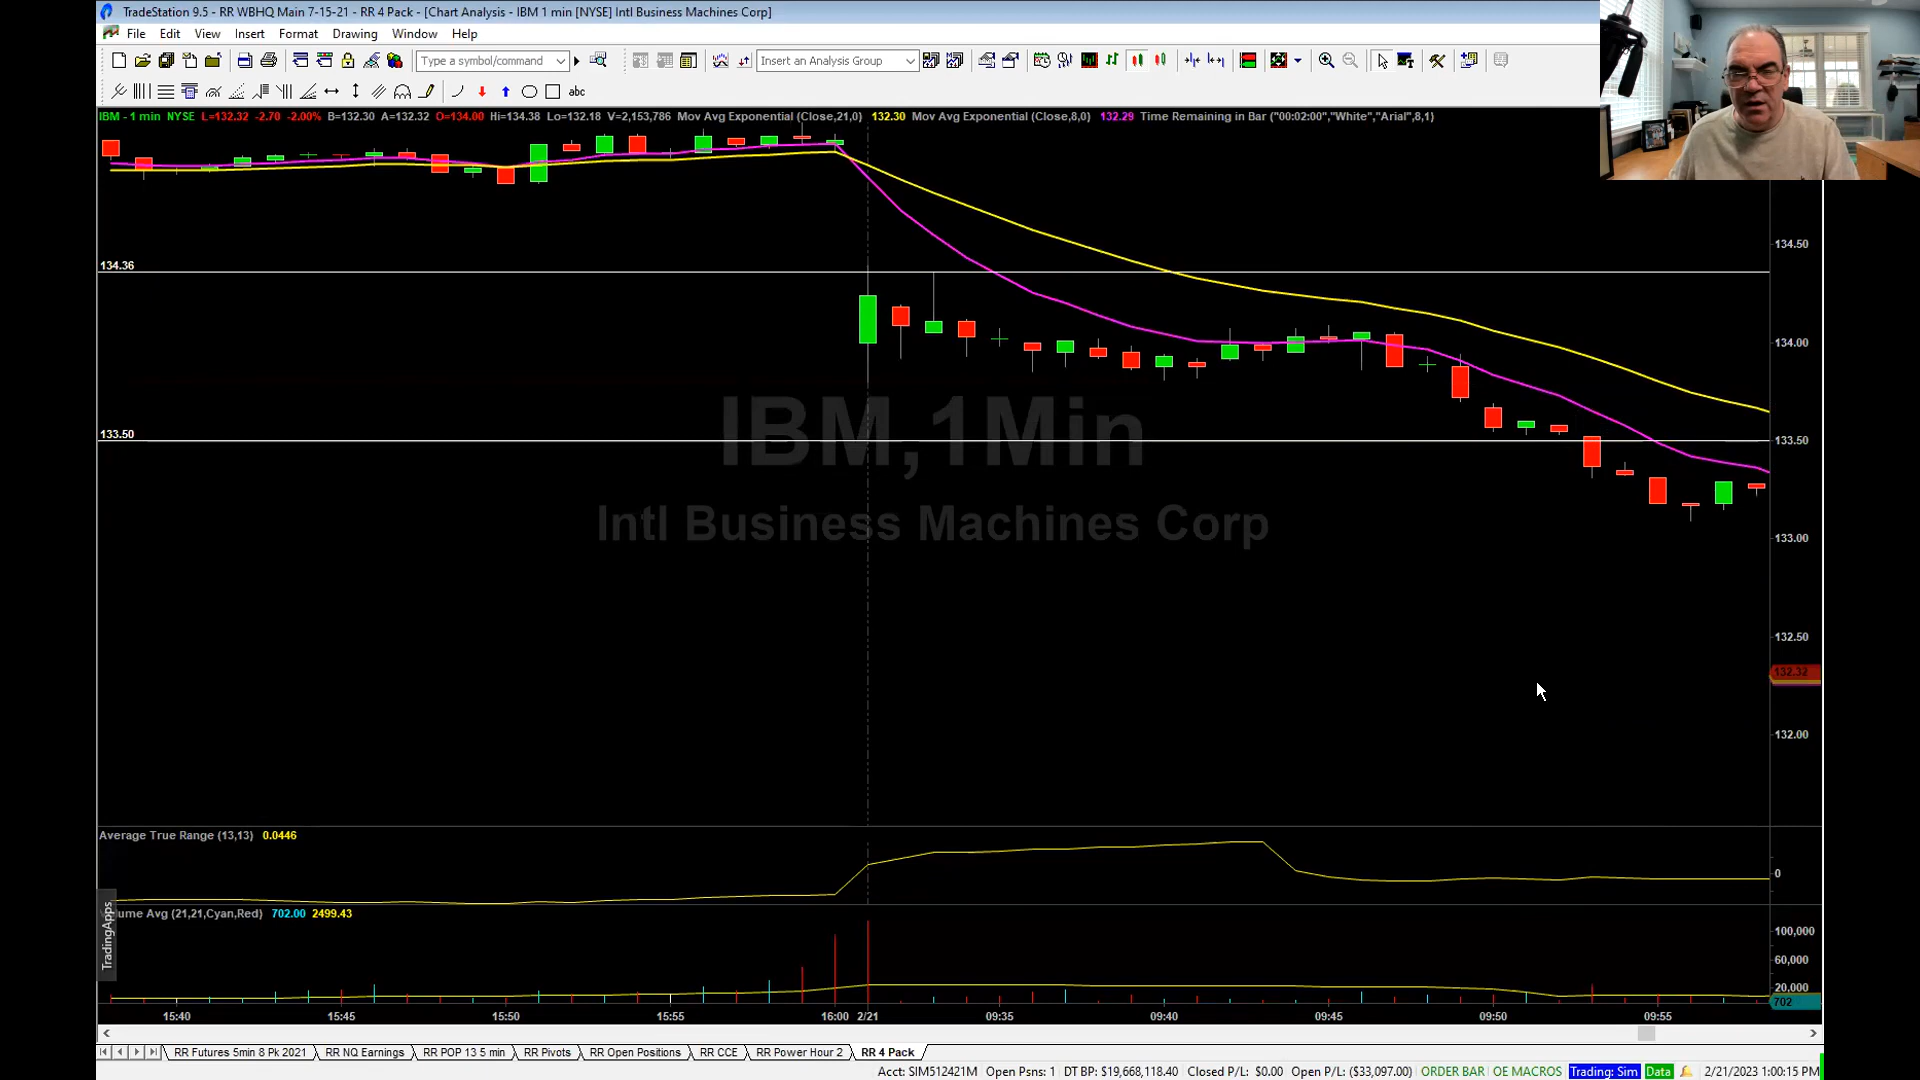 TradeStation 9.5 - RR WBHQ Main 7-15-21 - RR 4 Pack - [Chart Analysis - IBM 1 min [NYSE] Intl Business Machines Corp]
File Edit View Insert Format Drawing Window Help
Type a symbol/command Insert an Analysis Group
abc
IBM - 1 min NYSE L=132.32 -2.70 -2.00% B=132.30 A=132.32 O=134.00 Hi=134.38 Lo=132.18 V=2,153,786 Mov Avg Exponential (Close,21,0) 132.30 Mov Avg Exponential (Close,8,0) 132.29 Time Remaining in Bar ("00:02:00","White","Arial",8,1)
134.50
134.36
134.00
IBM,1Min
133.50
133.50
Intl Business Machines Corp
133.00
132.50
132.32
132.00
Average True Range (13,13) 0.0446
0
ume Avg (21,21,Cyan,Red) 702.00 2499.43
TradingApps
100,000
60,000
20,000
702
15:40 15:45 15:50 15:55 16:00 2/21 09:35 09:40 09:45 09:50 09:55
RR Futures 5min 8 Pk 2021 RR NQ Earnings RR POP 13 5 min RR Pivots RR Open Positions RR CCE RR Power Hour 2 RR 4 Pack
Acct: SIM512421M Open Psns: 1 DT BP: $19,668,118.40 Closed P/L: $0.00 Open P/L: ($33,097.00) ORDER BAR OE MACROS Trading: Sim Data 2/21/2023 1:00:15 PM